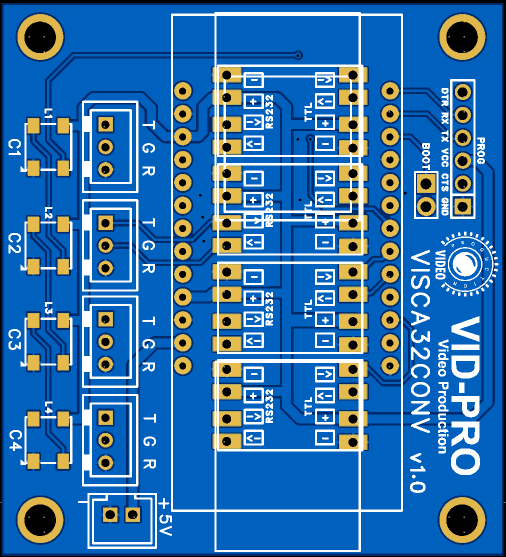 L1
C1
T G R
L2
C2
T G R
L3
C3
T G R
L4
C4
T G R
+5V
-
- + > <
RS232
TTL
> < + -
- + > <
RS232
TTL
- + > <
RS232
TTL
> < + -
- + > <
RS232
TTL
> < + -
DTR RX TX VCC CTS GND
PROG
BOOT
VIDEO
PRODUCTION
VID-PRO
Video Production
VISCA32CONV v1.0